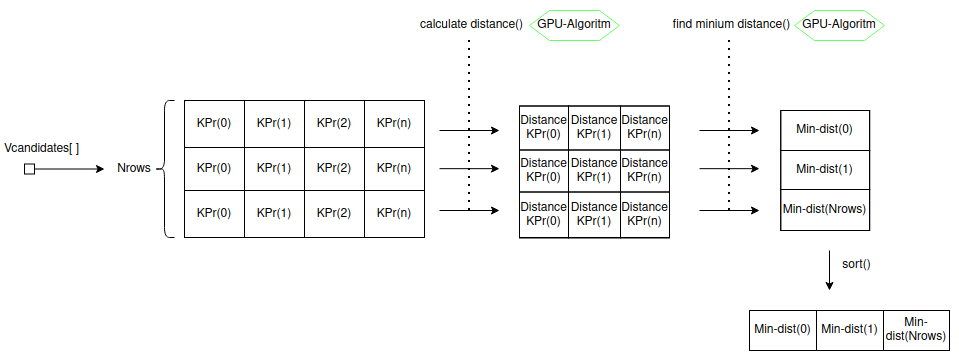 calculate distance()
GPU-Algoritm
find minium distance()
GPU-Algoritm
Vcandidates[ ]
Nrows
KPr(0) KPr(1) KPr(2) KPr(n)
KPr(0) KPr(1) KPr(2) KPr(n)
KPr(0) KPr(1) KPr(2) KPr(n)
Distance Distance Distance
KPr(0) KPr(1) KPr(n)
Distance Distance Distance
KPr(0) KPr(1) KPr(n)
Distance Distance Distance
KPr(0) KPr(1) KPr(n)
Min-dist(0)
Min-dist(1)
Min-dist(Nrows)
sort()
Min-dist(0)
Min-dist(1)
Min-
dist(Nrows)